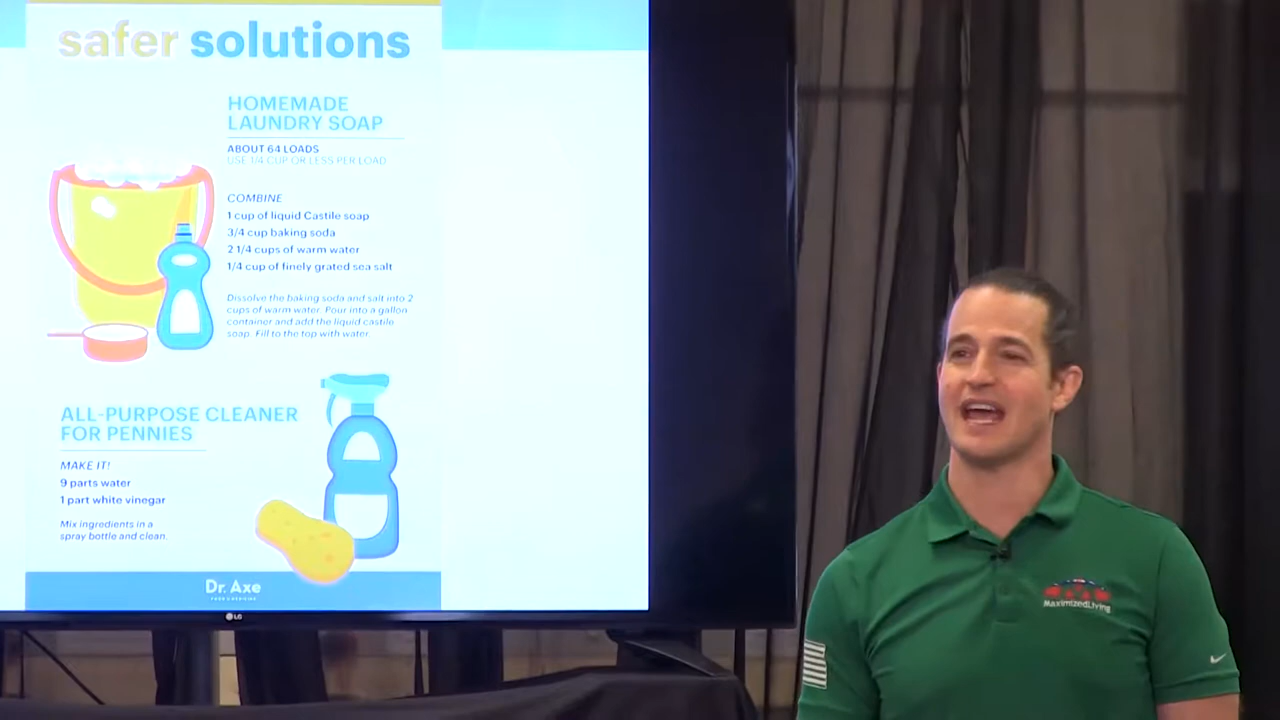 safer solutions
HOMEMADE
LAUNDRY SOAP
ABOUT 64 LOADS
USE 1/4 CUP OR LESS PER LOAD
COMBINE
1 cup of liquid Castile soap
3/4 cup baking soda
2 1/4 cups of warm water
1/4 cup of finely grated sea salt
Dissolve the baking soda and salt into 2
cups of warm water. Pour into a gallon
container and add the liquid castile
soap. Fill to the top with water.
ALL-PURPOSE CLEANER
FOR PENNIES
MAKE IT!
9 parts water
1 part white vinegar
Mix ingredients in a
spray bottle and clean.
Dr. Axe
LG
MaximizedLiving